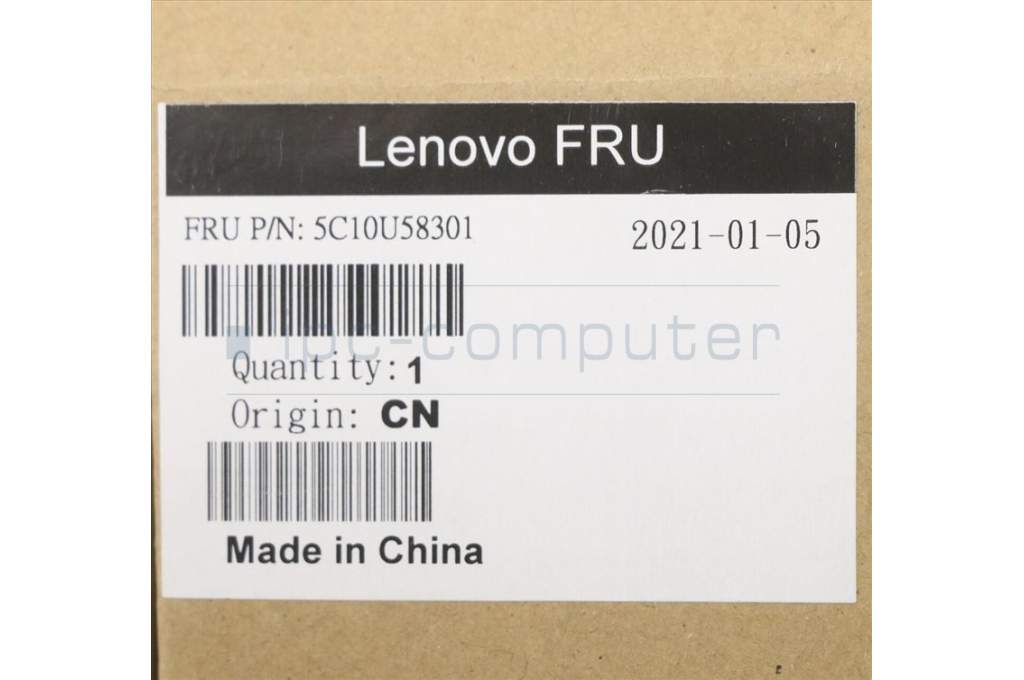 Lenovo FRU
FRU P/N: 5C10U58301
2021-01-05
ipc-computer
Quantity: 1
Origin: CN
Made in China